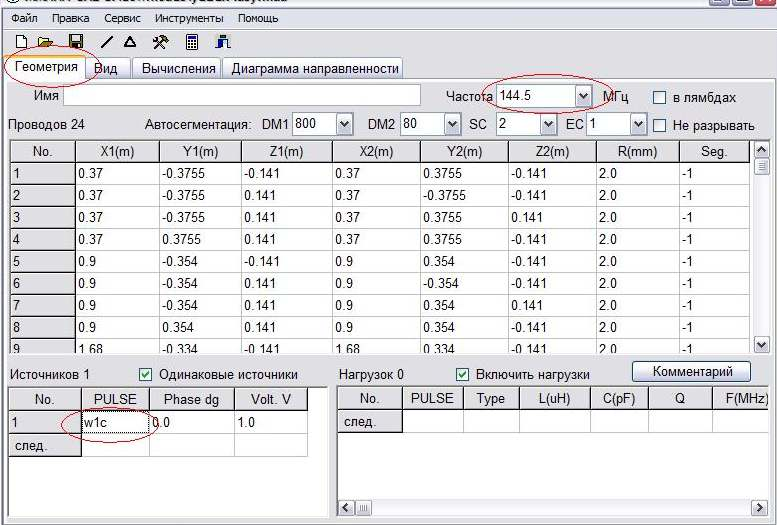 Файл Правка Сервис Инструменты Помощь
Геометрия Вид Вычисления Диаграмма направленности
Имя Частота 144.5 МГц в лямбдах
Проводов 24 Автосегментация: DM1 800 DM2 80 SC 2 EC 1 Не разрывать
No. X1(m) Y1(m) Z1(m) X2(m) Y2(m) Z2(m) R(mm) Seg.
1 0.37 -0.3755 -0.141 0.37 0.3755 -0.141 2.0 -1
2 0.37 -0.3755 0.141 0.37 -0.3755 -0.141 2.0 -1
3 0.37 -0.3755 0.141 0.37 0.3755 0.141 2.0 -1
4 0.37 0.3755 0.141 0.37 0.3755 -0.141 2.0 -1
5 0.9 -0.354 -0.141 0.9 0.354 -0.141 2.0 -1
6 0.9 -0.354 0.141 0.9 -0.354 -0.141 2.0 -1
7 0.9 -0.354 0.141 0.9 0.354 0.141 2.0 -1
8 0.9 0.354 0.141 0.9 0.354 -0.141 2.0 -1
9 1.68 -0.334 -0.141 1.68 0.334 -0.141 2.0 -1
Источников 1 Одинаковые источники Нагрузок 0 Включить нагрузки Комментарий
No. PULSE Phase dg Volt. V No. PULSE Type L(uH) C(pF) Q F(MHz)
1 w1c 0.0 1.0 след.
след.